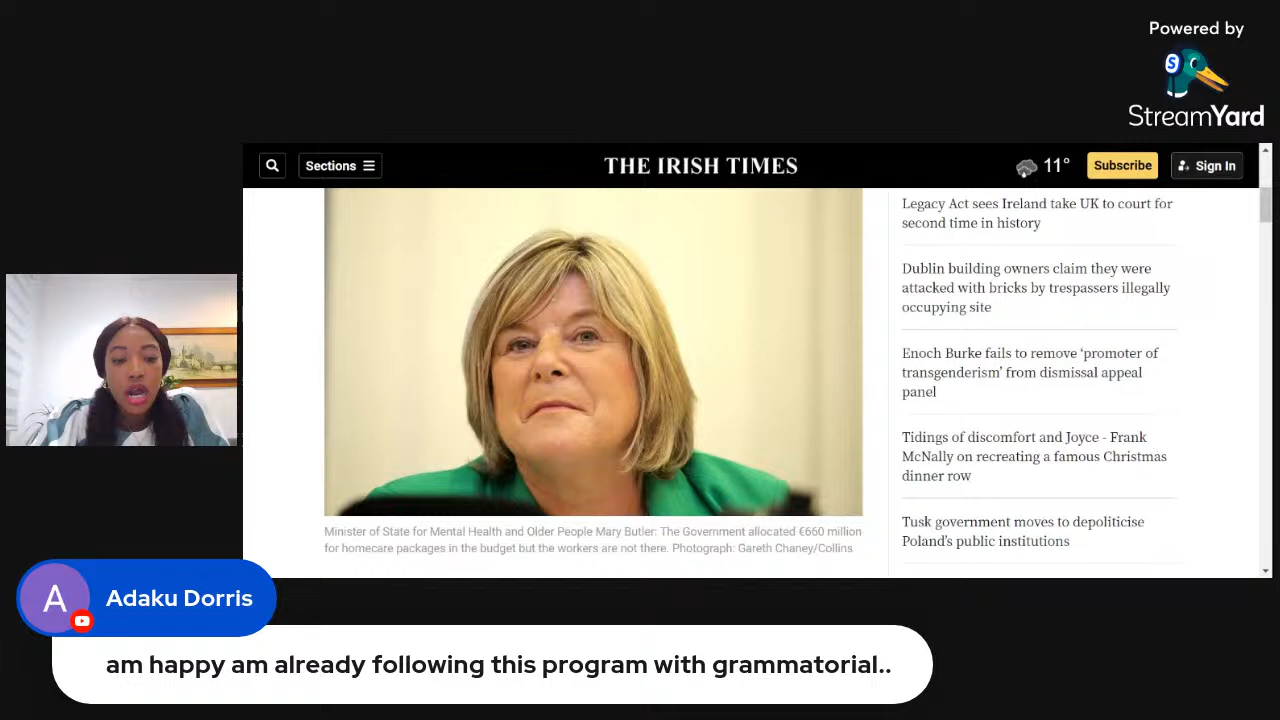 Powered by
S
StreamYard
Sections
THE IRISH TIMES
11°
Subscribe
Sign In
Legacy Act sees Ireland take UK to court for
second time in history
Dublin building owners claim they were
attacked with bricks by trespassers illegally
occupying site
Enoch Burke fails to remove ‘promoter of
transgenderism’ from dismissal appeal
panel
Tidings of discomfort and Joyce - Frank
McNally on recreating a famous Christmas
dinner row
Tusk government moves to depoliticise
Poland’s public institutions
Minister of State for Mental Health and Older People Mary Butler: The Government allocated €660 million
for homecare packages in the budget but the workers are not there. Photograph: Gareth Chaney/Collins
A
Adaku Dorris
am happy am already following this program with grammatorial..